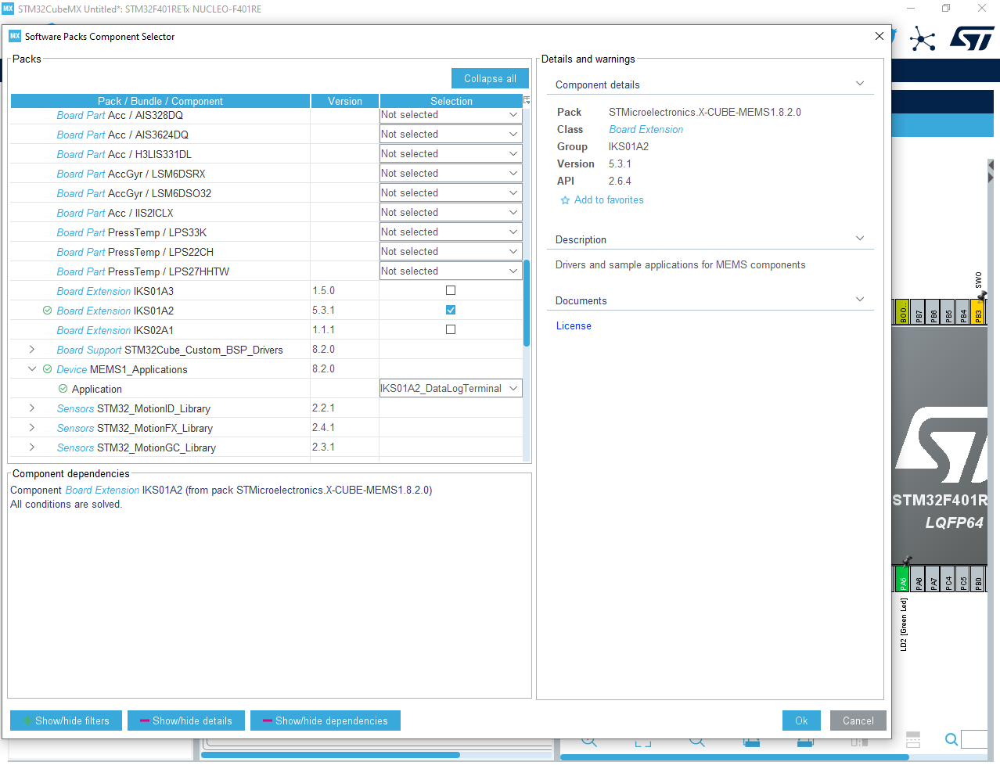 MX STM32CubeMX Untitled*: STM32F401RETx NUCLEO-F401RE
MX Software Packs Component Selector
Packs
Collapse all
Pack / Bundle / Component Version Selection
Board Part Acc / AIS328DQ Not selected
Board Part Acc / AIS3624DQ Not selected
Board Part Acc / H3LIS331DL Not selected
Board Part AccGyr / LSM6DSRX Not selected
Board Part AccGyr / LSM6DSO32 Not selected
Board Part Acc / IIS2ICLX Not selected
Board Part PressTemp / LPS33K Not selected
Board Part PressTemp / LPS22CH Not selected
Board Part PressTemp / LPS27HHTW Not selected
Board Extension IKS01A3 1.5.0
Board Extension IKS01A2 5.3.1
Board Extension IKS02A1 1.1.1
Board Support STM32Cube_Custom_BSP_Drivers 8.2.0
Device MEMS1_Applications 8.2.0
Application IKS01A2_DataLogTerminal
Sensors STM32_MotionID_Library 2.2.1
Sensors STM32_MotionFX_Library 2.4.1
Sensors STM32_MotionGC_Library 2.3.1
Component dependencies
Component Board Extension IKS01A2 (from pack STMicroelectronics.X-CUBE-MEMS1.8.2.0)
All conditions are solved.
Show/hide filters Show/hide details Show/hide dependencies
Details and warnings
Component details
Pack STMicroelectronics.X-CUBE-MEMS1.8.2.0
Class Board Extension
Group IKS01A2
Version 5.3.1
API 2.6.4
Add to favorites
Description
Drivers and sample applications for MEMS components
Documents
License
Ok Cancel
ST
SWO
BOO..
PB7
PB6
PB5
PB4
PB3
STM32F401R
LQFP64
PA5
PA6
PA7
PC4
PC5
PB0
LD2 [Green Led]